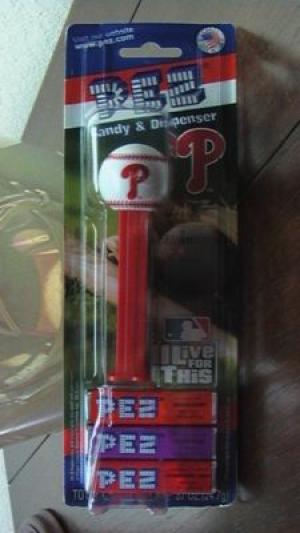 Visit our website
www.pez.com
PEZ
Candy & Dispenser
P
P
I Live
FOR
THIS
PEZ
PEZ
PEZ